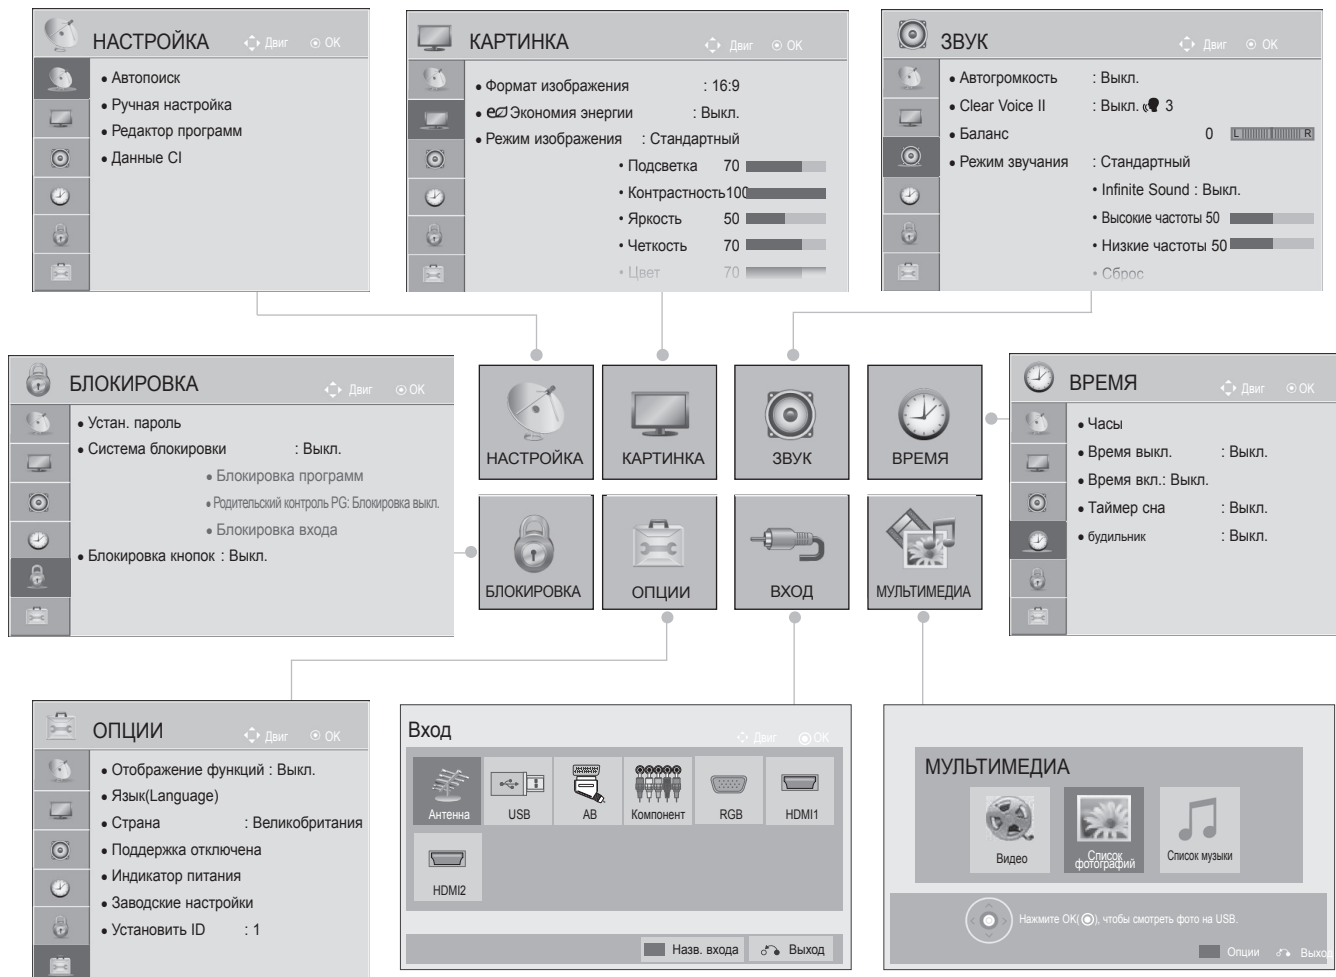 НАСТРОЙКА Двиг OK
Автопоиск
Ручная настройка
Редактор программ
Данные CI
КАРТИНКА Двиг OK
Формат изображения : 16:9
Экономия энергии : Выкл.
Режим изображения : Стандартный
Подсветка 70
Контрастность100
Яркость 50
Четкость 70
Цвет 70
ЗВУК Двиг OK
Автогромкость : Выкл.
Clear Voice II : Выкл. 3
Баланс 0 L R
Режим звучания : Стандартный
Infinite Sound : Выкл.
Высокие частоты 50
Низкие частоты 50
Сброс
БЛОКИРОВКА Двиг OK
Устан. пароль
Система блокировки : Выкл.
Блокировка программ
Родительский контроль PG: Блокировка выкл.
Блокировка входа
Блокировка кнопок : Выкл.
НАСТРОЙКА
КАРТИНКА
ЗВУК
ВРЕМЯ
БЛОКИРОВКА
ОПЦИИ
ВХОД
МУЛЬТИМЕДИА
ВРЕМЯ Двиг OK
Часы
Время выкл. : Выкл.
Время вкл.: Выкл.
Таймер сна : Выкл.
будильник : Выкл.
ОПЦИИ Двиг OK
Отображение функций : Выкл.
Язык(Language)
Страна : Великобритания
Поддержка отключена
Индикатор питания
Заводские настройки
Установить ID : 1
Вход Двиг OK
Антенна
USB
АВ
Компонент
RGB
HDMI1
HDMI2
Назв. входа Выход
МУЛЬТИМЕДИА
Видео
Список
фотографий
Список музыки
Нажмите OK(), чтобы смотреть фото на USB.
Опции Выход